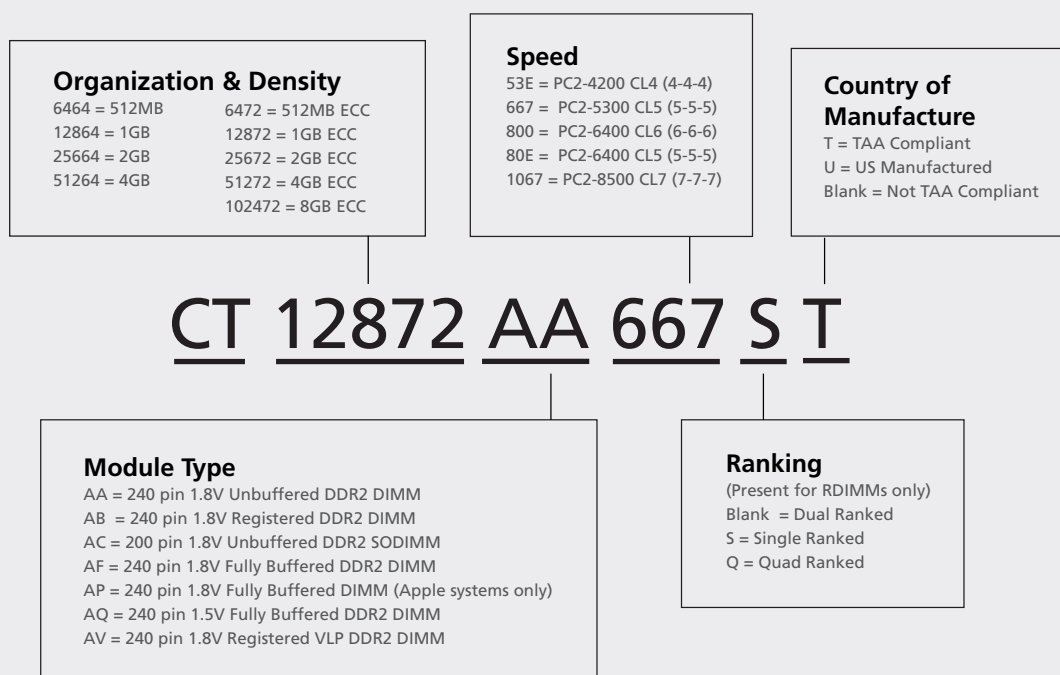 Organization & Density
6464 = 512MB
12864 = 1GB
25664 = 2GB
51264 = 4GB
6472 = 512MB ECC
12872 = 1GB ECC
25672 = 2GB ECC
51272 = 4GB ECC
102472 = 8GB ECC
Speed
53E = PC2-4200 CL4 (4-4-4)
667 = PC2-5300 CL5 (5-5-5)
800 = PC2-6400 CL6 (6-6-6)
80E = PC2-6400 CL5 (5-5-5)
1067 = PC2-8500 CL7 (7-7-7)
Country of
Manufacture
T = TAA Compliant
U = US Manufactured
Blank = Not TAA Compliant
CT 12872 AA 667 S T
Module Type
AA = 240 pin 1.8V Unbuffered DDR2 DIMM
AB = 240 pin 1.8V Registered DDR2 DIMM
AC = 200 pin 1.8V Unbuffered DDR2 SODIMM
AF = 240 pin 1.8V Fully Buffered DDR2 DIMM
AP = 240 pin 1.8V Fully Buffered DIMM (Apple systems only)
AQ = 240 pin 1.5V Fully Buffered DDR2 DIMM
AV = 240 pin 1.8V Registered VLP DDR2 DIMM
Ranking
(Present for RDIMMs only)
Blank = Dual Ranked
S = Single Ranked
Q = Quad Ranked